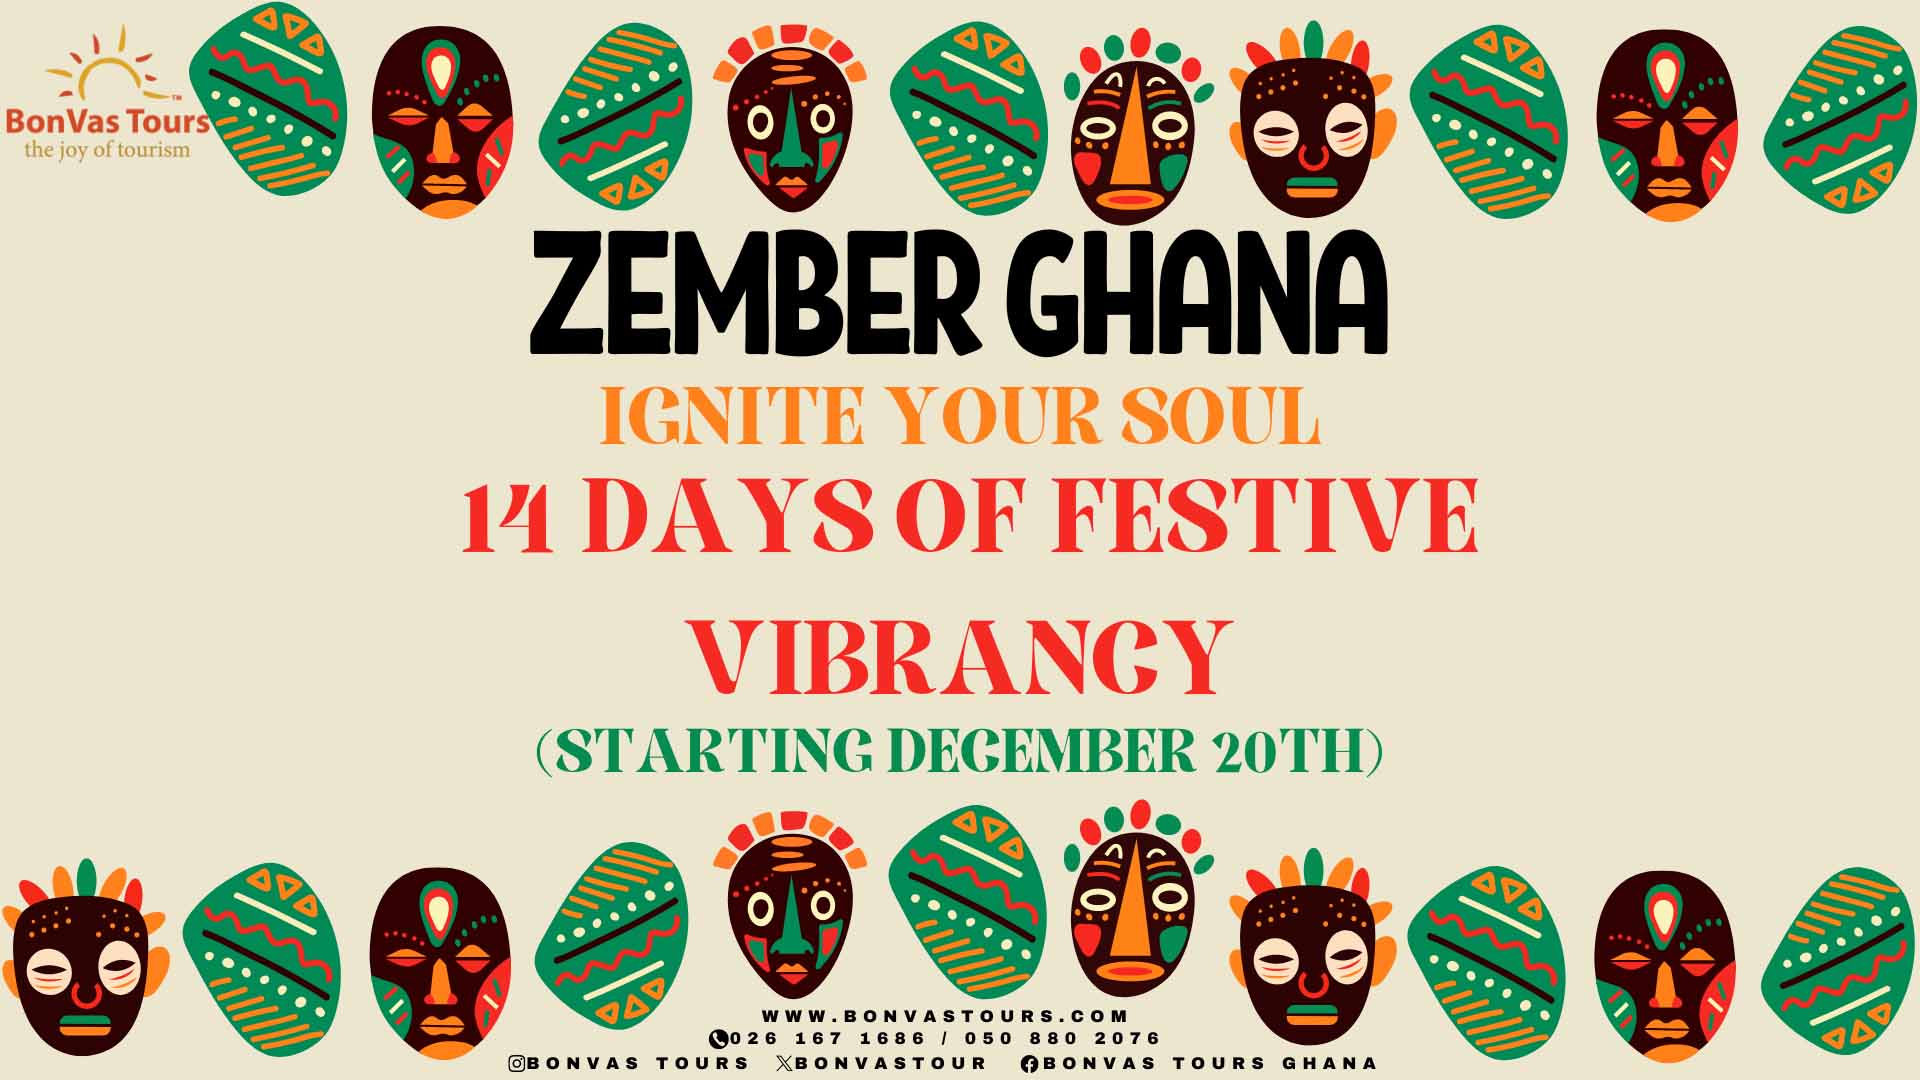 BonVas Tours™
the joy of tourism
ZEMBER GHANA
IGNITE YOUR SOUL
14 DAYS OF FESTIVE
VIBRANCY
(STARTING DECEMBER 20TH)
WWW.BONVASTOURS.COM
026 167 1686 / 050 880 2076
BONVAS TOURS BONVASTOUR BONVAS TOURS GHANA